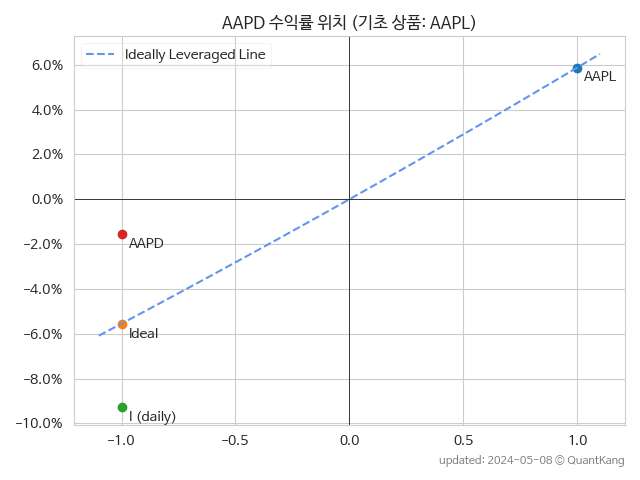 AAPD 수익률 위치 (기초 상품: AAPL)
Ideally Leveraged Line
6.0%
4.0%
2.0%
0.0%
-2.0%
-4.0%
-6.0%
-8.0%
-10.0%
AAPL
AAPD
Ideal
I (daily)
-1.0
-0.5
0.0
0.5
1.0
updated: 2024-05-08 © QuantKang